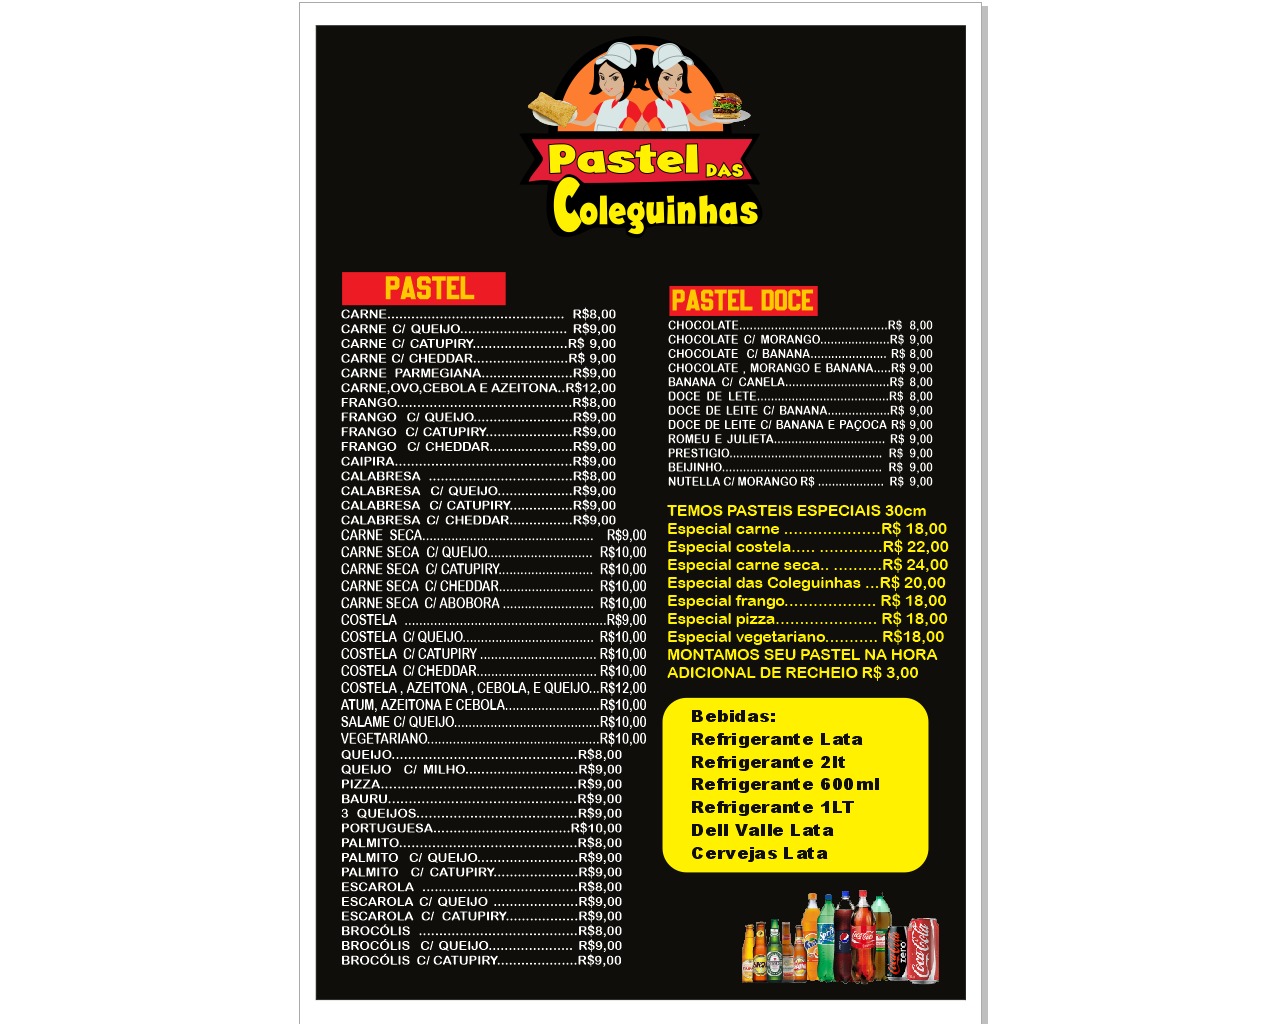 Pastel DAS
Coleguinhas
PASTEL
CARNE............................................ R$8,00
CARNE C/ QUEIJO.......................... R$9,00
CARNE C/ CATUPIRY.......................R$ 9,00
CARNE C/ CHEDDAR.......................R$ 9,00
CARNE PARMEGIANA......................R$9,00
CARNE,OVO,CEBOLA E AZEITONA..R$12,00
FRANGO...........................................R$8,00
FRANGO C/ QUEIJO........................R$9,00
FRANGO C/ CATUPIRY.....................R$9,00
FRANGO C/ CHEDDAR....................R$9,00
CAIPIRA............................................R$9,00
CALABRESA ...................................R$8,00
CALABRESA C/ QUEIJO..................R$9,00
CALABRESA C/ CATUPIRY...............R$9,00
CALABRESA C/ CHEDDAR...............R$9,00
CARNE SECA................................................ R$9,00
CARNE SECA C/ QUEIJO............................. R$10,00
CARNE SECA C/ CATUPIRY.......................... R$10,00
CARNE SECA C/ CHEDDAR.......................... R$10,00
CARNE SECA C/ ABOBORA ......................... R$10,00
COSTELA ........................................................R$9,00
COSTELA C/ QUEIJO.................................... R$10,00
COSTELA C/ CATUPIRY ................................ R$10,00
COSTELA C/ CHEDDAR................................. R$10,00
COSTELA , AZEITONA , CEBOLA, E QUEIJO...R$12,00
ATUM, AZEITONA E CEBOLA..........................R$10,00
SALAME C/ QUEIJO........................................R$10,00
VEGETARIANO...............................................R$10,00
QUEIJO..............................................R$8,00
QUEIJO C/ MILHO............................R$9,00
PIZZA.................................................R$9,00
BAURU...............................................R$9,00
3 QUEIJOS........................................R$9,00
PORTUGUESA..................................R$10,00
PALMITO............................................R$8,00
PALMITO C/ QUEIJO.........................R$9,00
PALMITO C/ CATUPIRY.....................R$9,00
ESCAROLA ......................................R$8,00
ESCAROLA C/ QUEIJO .....................R$9,00
ESCAROLA C/ CATUPIRY..................R$9,00
BROCÓLIS .......................................R$8,00
BROCÓLIS C/ QUEIJO..................... R$9,00
BROCÓLIS C/ CATUPIRY....................R$9,00
PASTEL DOCE
CHOCOLATE..........................................R$ 8,00
CHOCOLATE C/ MORANGO....................R$ 9,00
CHOCOLATE C/ BANANA...................... R$ 8,00
CHOCOLATE , MORANGO E BANANA.....R$ 9,00
BANANA C/ CANELA..............................R$ 8,00
DOCE DE LETE......................................R$ 8,00
DOCE DE LEITE C/ BANANA..................R$ 9,00
DOCE DE LEITE C/ BANANA E PAÇOCA R$ 9,00
ROMEU E JULIETA................................ R$ 9,00
PRESTIGIO............................................ R$ 9,00
BEIJINHO.............................................. R$ 9,00
NUTELLA C/ MORANGO R$ ................... R$ 9,00
TEMOS PASTEIS ESPECIAIS 30cm
Especial carne ....................R$ 18,00
Especial costela..... .............R$ 22,00
Especial carne seca.. ..........R$ 24,00
Especial das Coleguinhas ...R$ 20,00
Especial frango................... R$ 18,00
Especial pizza..................... R$ 18,00
Especial vegetariano........... R$18,00
MONTAMOS SEU PASTEL NA HORA
ADICIONAL DE RECHEIO R$ 3,00
Bebidas:
Refrigerante Lata
Refrigerante 2lt
Refrigerante 600ml
Refrigerante 1LT
Dell Valle Lata
Cervejas Lata
Coca-Cola
zero
Coca-Cola